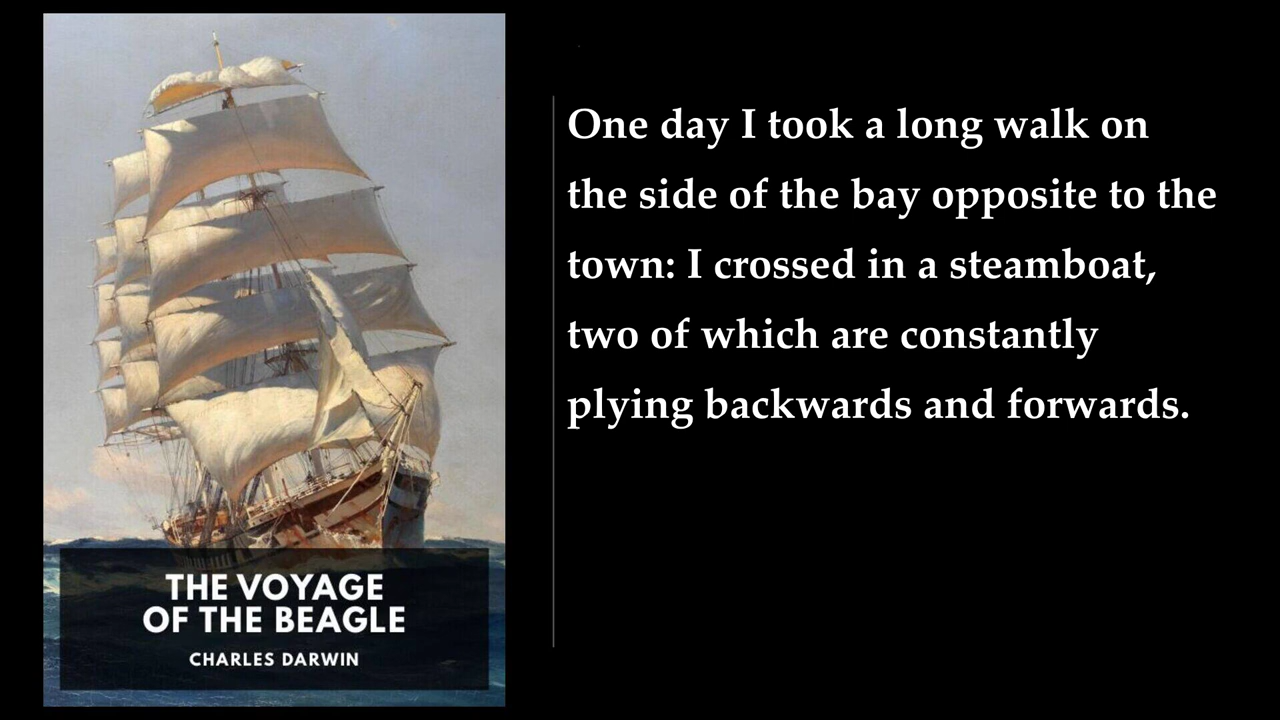 THE VOYAGE
OF THE BEAGLE
CHARLES DARWIN
One day I took a long walk on
the side of the bay opposite to the
town: I crossed in a steamboat,
two of which are constantly
plying backwards and forwards.